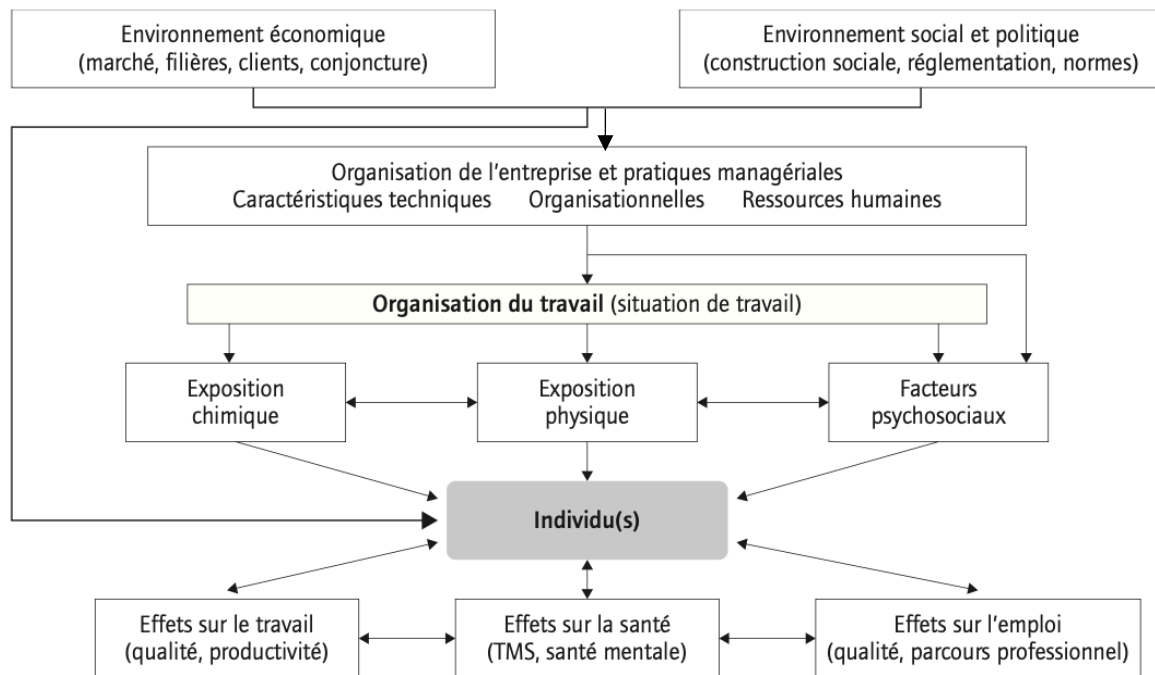 Environnement économique
(marché, filières, clients, conjoncture)
Environnement social et politique
(construction sociale, réglementation, normes)
Organisation de l'entreprise et pratiques managériales
Caractéristiques techniques Organisationnelles Ressources humaines
Organisation du travail (situation de travail)
Exposition
chimique
Exposition
physique
Facteurs
psychosociaux
Individu(s)
Effets sur le travail
(qualité, productivité)
Effets sur la santé
(TMS, santé mentale)
Effets sur l'emploi
(qualité, parcours professionnel)